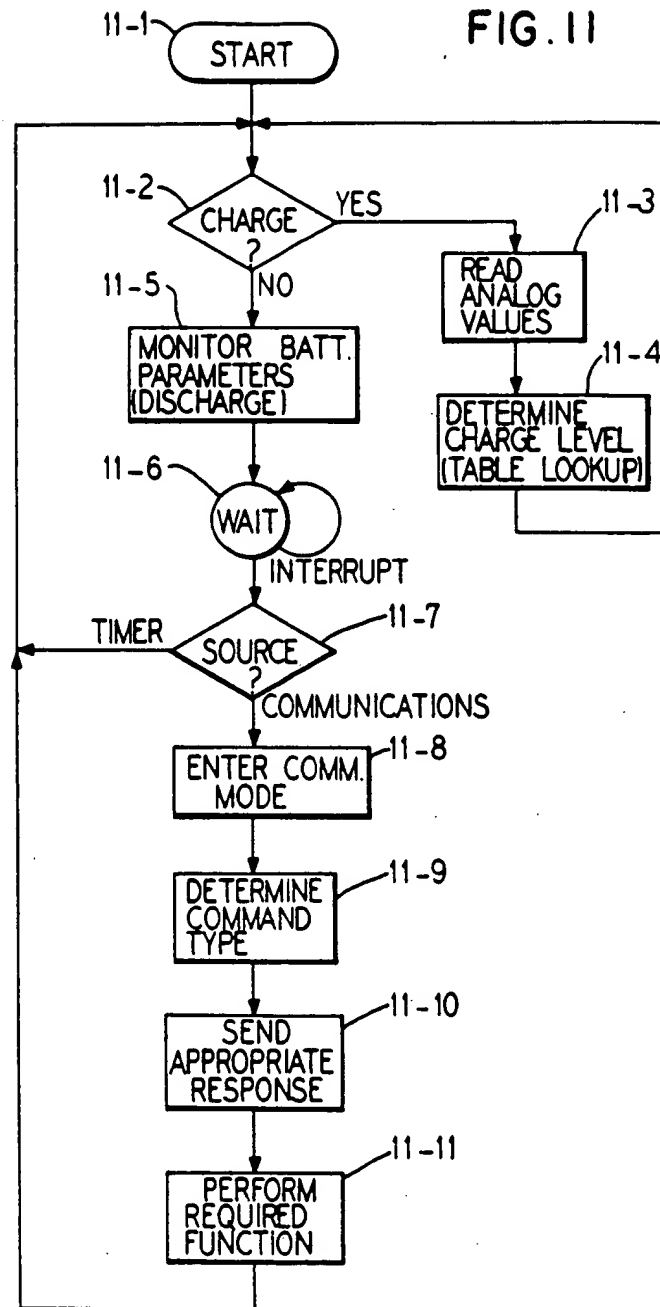 FIG. 11
11-1
START
11-2
CHARGE
?
YES
NO
11-3
READ
ANALOG
VALUES
11-4
DETERMINE
CHARGE LEVEL
(TABLE LOOKUP)
11-5
MONITOR BATT.
PARAMETERS
(DISCHARGE)
11-6
WAIT
INTERRUPT
11-7
TIMER
SOURCE
?
COMMUNICATIONS
11-8
ENTER COMM.
MODE
11-9
DETERMINE
COMMAND
TYPE
11-10
SEND
APPROPRIATE
RESPONSE
11-11
PERFORM
REQUIRED
FUNCTION